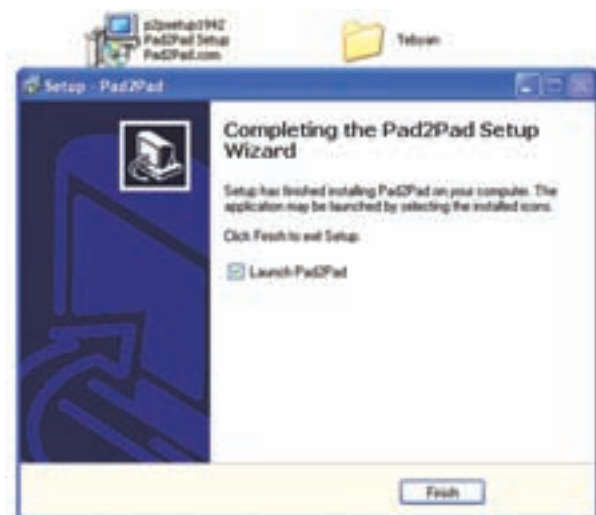 p2psetup1942
Pad2Pad Setup
Pad2Pad.com
Tebyan
Setup - Pad2Pad
Completing the Pad2Pad Setup
Wizard
Setup has finished installing Pad2Pad on your computer. The
application may be launched by selecting the installed icons.
Click Finish to exit Setup.
Launch Pad2Pad
Finish